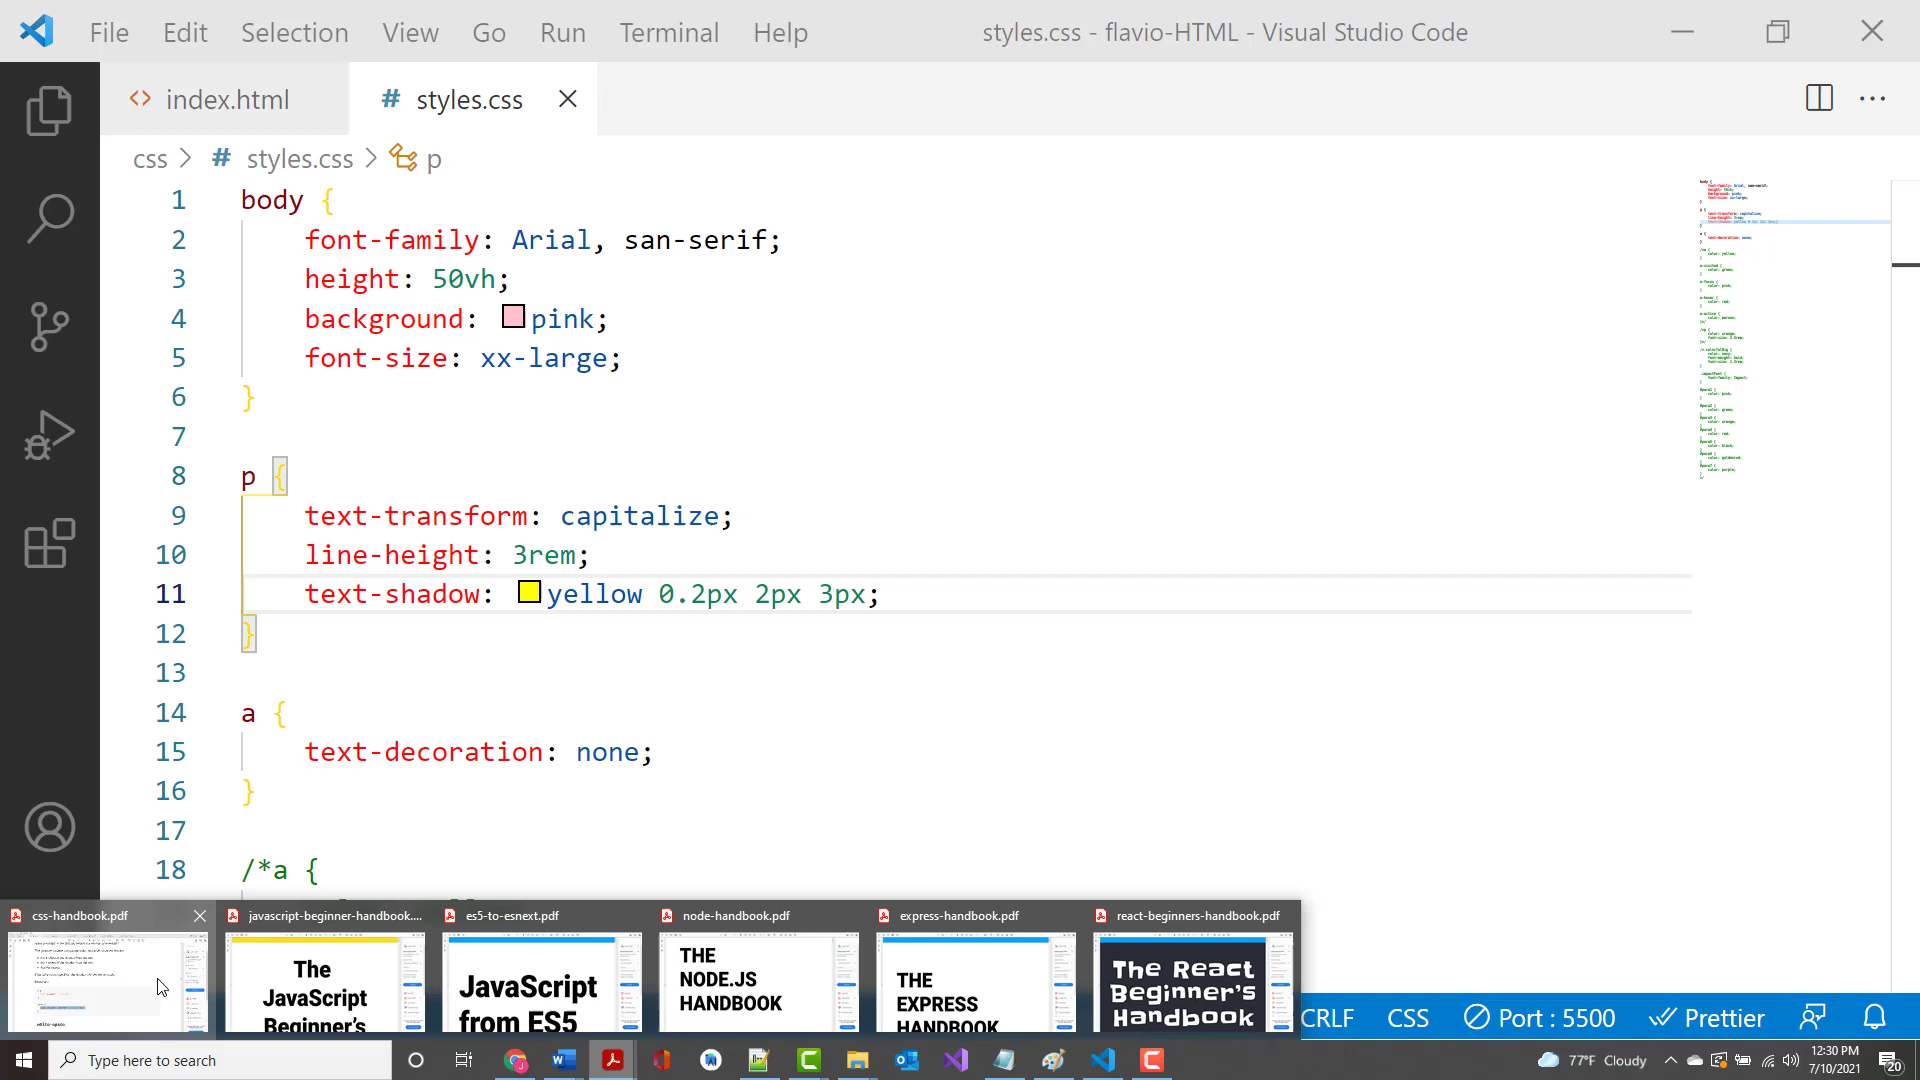 File Edit Selection View Go Run Terminal Help styles.css - flavio-HTML - Visual Studio Code
index.html # styles.css
css > # styles.css > p
1 body {
2 font-family: Arial, san-serif;
3 height: 50vh;
4 background: pink;
5 font-size: xx-large;
6 }
7
8 p {
9 text-transform: capitalize;
10 line-height: 3rem;
11 text-shadow: yellow 0.2px 2px 3px;
12 }
13
14 a {
15 text-decoration: none;
16 }
17
18 /*a {
css-handbook.pdf javascript-beginner-handbook.... es5-to-esnext.pdf node-handbook.pdf express-handbook.pdf react-beginners-handbook.pdf
white-space
The
JavaScript
Beginner's
JavaScript
from ES5
THE
NODE.JS
HANDBOOK
THE
EXPRESS
HANDBOOK
The React
Beginner's
Handbook
CRLF CSS Port : 5500 Prettier
Type here to search
77°F Cloudy
12:30 PM
7/10/2021
20